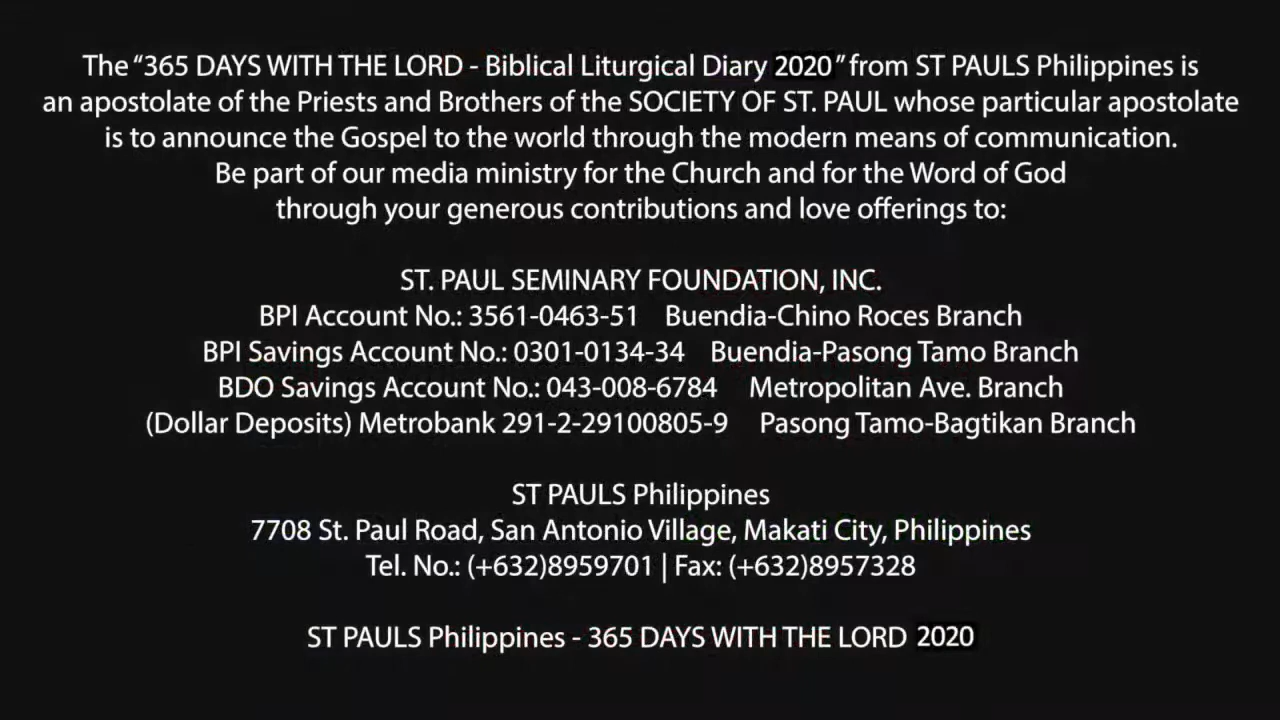 The “365 DAYS WITH THE LORD - Biblical Liturgical Diary 2020” from ST PAULS Philippines is
an apostolate of the Priests and Brothers of the SOCIETY OF ST. PAUL whose particular apostolate
is to announce the Gospel to the world through the modern means of communication.
Be part of our media ministry for the Church and for the Word of God
through your generous contributions and love offerings to:
ST. PAUL SEMINARY FOUNDATION, INC.
BPI Account No.: 3561-0463-51 Buendia-Chino Roces Branch
BPI Savings Account No.: 0301-0134-34 Buendia-Pasong Tamo Branch
BDO Savings Account No.: 043-008-6784 Metropolitan Ave. Branch
(Dollar Deposits) Metrobank 291-2-29100805-9 Pasong Tamo-Bagtikan Branch
ST PAULS Philippines
7708 St. Paul Road, San Antonio Village, Makati City, Philippines
Tel. No.: (+632)8959701 | Fax: (+632)8957328
ST PAULS Philippines - 365 DAYS WITH THE LORD 2020